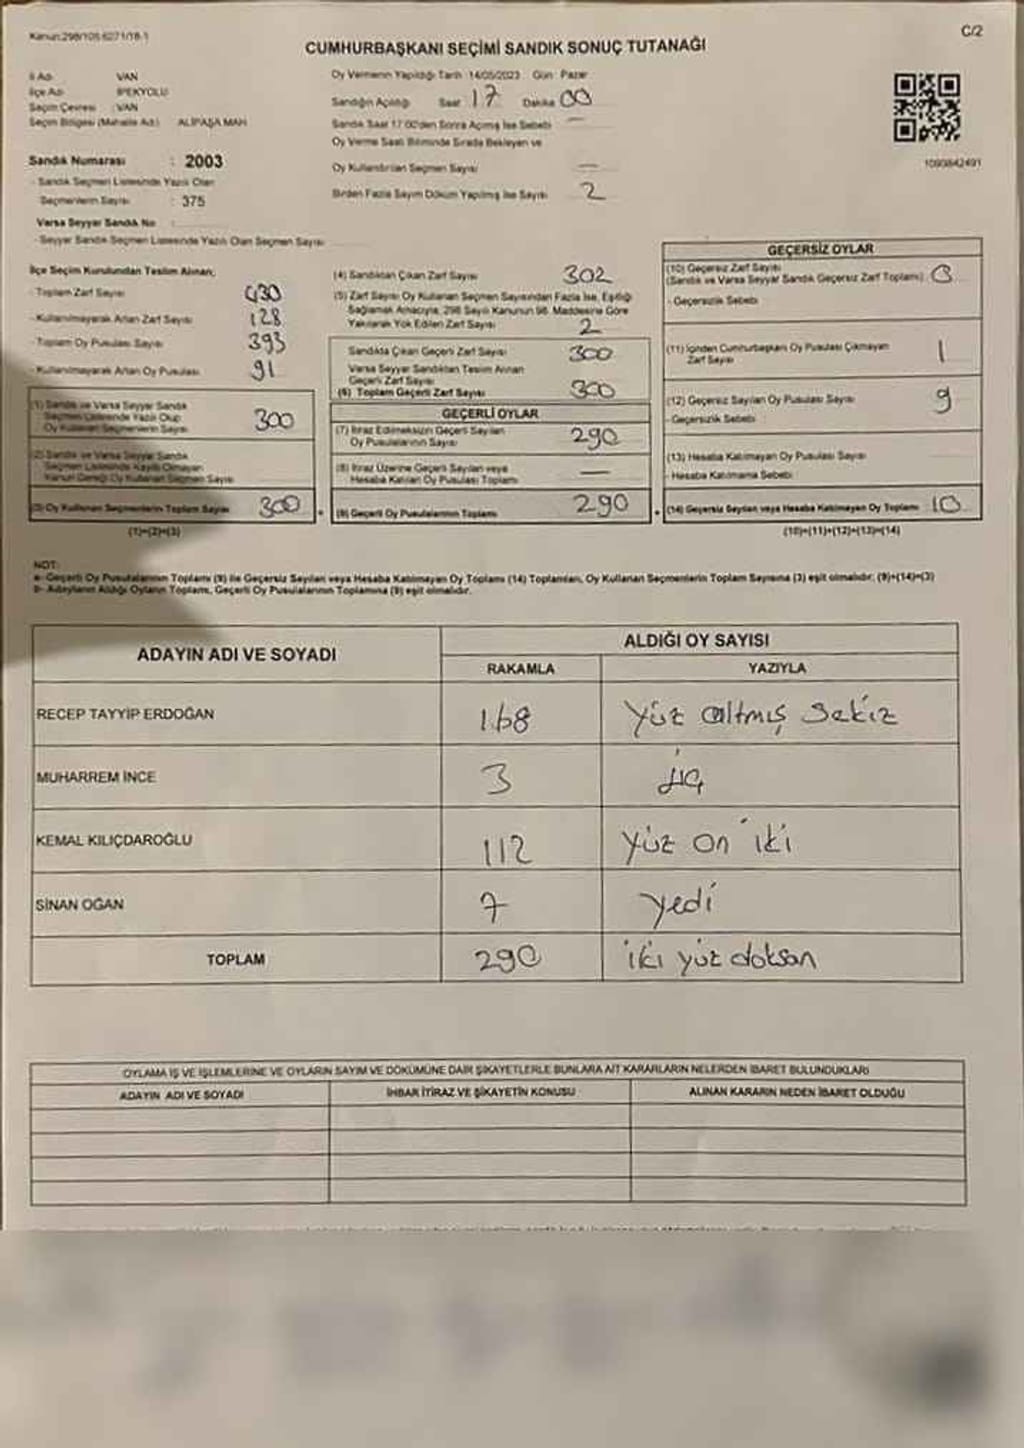 Kanun:298/105 6271/18-1
C/2
CUMHURBAŞKANI SEÇİMİ SANDIK SONUÇ TUTANAĞI
İl Adı VAN
İlçe Adı İPEKYOLU
Seçim Çevresi : VAN
Seçim Bölgesi (Mahalle Adı) ALİPAŞA MAH
Sandık Numarası : 2003
- Sandık Seçmen Listesinde Yazılı Olan
Seçmenlerin Sayısı : 375
Varsa Seyyar Sandık No :
- Seyyar Sandık Seçmen Listesinde Yazılı Olan Seçmen Sayısı
Oy Vermenin Yapıldığı Tarih 14/05/2023 Gün : Pazar
Sandığın Açılışı Saat 17 Dakika 00
Sandık Saat 17:00'den Sonra Açılmış İse Sebebi —
Oy Verme Saati Bitiminde Sırada Bekleyen ve
Oy Kullandırılan Seçmen Sayısı —
Birden Fazla Sayım Döküm Yapılmış İse Sayısı 2
1090842491
İlçe Seçim Kurulundan Teslim Alınan;
- Toplam Zarf Sayısı 430
- Kullanılmayarak Artan Zarf Sayısı 128
- Toplam Oy Pusulası Sayısı 393
- Kullanılmayarak Artan Oy Pusulası 91
(1) Sandık ve Varsa Seyyar Sandık
Seçmen Listesinde Yazılı Olup
Oy Kullanan Seçmenlerin Sayısı 300
(2) Sandık ve Varsa Seyyar Sandık
Seçmen Listesinde Kayıtlı Olmayan
Kanun Gereği Oy Kullanan Seçmen Sayısı
(3) Oy Kullanan Seçmenlerin Toplam Sayısı 300
(1)+(2)=(3)
(4) Sandıktan Çıkan Zarf Sayısı 302
(5) Zarf Sayısı Oy Kullanan Seçmen Sayısından Fazla İse, Eşitliği
Sağlamak Amacıyla, 298 Sayılı Kanunun 98. Maddesine Göre
Yakılarak Yok Edilen Zarf Sayısı 2
Sandıkta Çıkan Geçerli Zarf Sayısı 300
Varsa Seyyar Sandıktan Teslim Alınan
Geçerli Zarf Sayısı
(6) Toplam Geçerli Zarf Sayısı 300
GEÇERLİ OYLAR
(7) İtiraz Edilmeksizin Geçerli Sayılan
Oy Pusulalarının Sayısı 290
(8) İtiraz Üzerine Geçerli Sayılan veya
Hesaba Katılan Oy Pusulası Toplamı —
(9) Geçerli Oy Pusulalarının Toplamı 290
GEÇERSİZ OYLAR
(10) Geçersiz Zarf Sayısı
(Sandık ve Varsa Seyyar Sandık Geçersiz Zarf Toplamı)
- Geçersizlik Sebebi
(11) İçinden Cumhurbaşkanı Oy Pusulası Çıkmayan
Zarf Sayısı 1
(12) Geçersiz Sayılan Oy Pusulası Sayısı 9
- Geçersizlik Sebebi
(13) Hesaba Katılmayan Oy Pusulası Sayısı
- Hesaba Katılmama Sebebi
(14) Geçersiz Sayılan veya Hesaba Katılmayan Oy Toplamı 10
(10)+(11)+(12)+(13)=(14)
NOT:
a- Geçerli Oy Pusulalarının Toplamı (9) ile Geçersiz Sayılan veya Hesaba Katılmayan Oy Toplamı (14) Toplamları, Oy Kullanan Seçmenlerin Toplam Sayısına (3) eşit olmalıdır. (9)+(14)=(3)
b- Adayların Aldığı Oyların Toplamı, Geçerli Oy Pusulalarının Toplamına (9) eşit olmalıdır.
ADAYIN ADI VE SOYADI
ALDIĞI OY SAYISI
RAKAMLA YAZIYLA
RECEP TAYYİP ERDOĞAN 168 yüz altmış sekiz
MUHARREM İNCE 3 üç
KEMAL KILIÇDAROĞLU 112 yüz on iki
SİNAN OĞAN 7 yedi
TOPLAM 290 iki yüz doksan
OYLAMA İŞ VE İŞLEMLERİNE VE OYLARIN SAYIM VE DÖKÜMÜNE DAİR ŞİKAYETLERLE BUNLARA AİT KARARLARIN NELERDEN İBARET BULUNDUKLARI
ADAYIN ADI VE SOYADI İHBAR İTİRAZ VE ŞİKAYETİN KONUSU ALINAN KARARIN NEDEN İBARET OLDUĞU